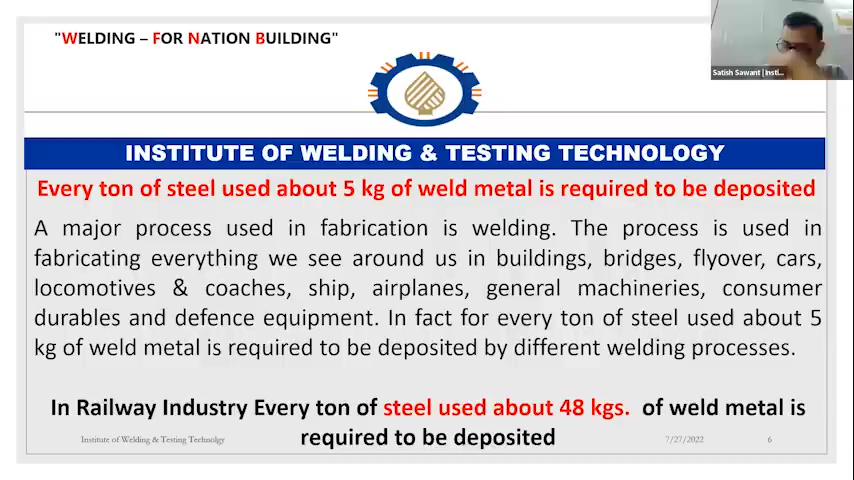 "WELDING – FOR NATION BUILDING"
Satish Sawant | Insti...
INSTITUTE OF WELDING & TESTING TECHNOLOGY
Every ton of steel used about 5 kg of weld metal is required to be deposited
A major process used in fabrication is welding. The process is used in
fabricating everything we see around us in buildings, bridges, flyover, cars,
locomotives & coaches, ship, airplanes, general machineries, consumer
durables and defence equipment. In fact for every ton of steel used about 5
kg of weld metal is required to be deposited by different welding processes.
In Railway Industry Every ton of steel used about 48 kgs. of weld metal is
required to be deposited
Institute of Welding & Testing Technolgy
7/27/2022
6